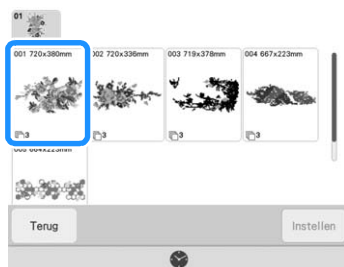 01
001 720x380mm
002 720x336mm
003 719x378mm
004 667x223mm
3
3
3
3
Terug
Instellen